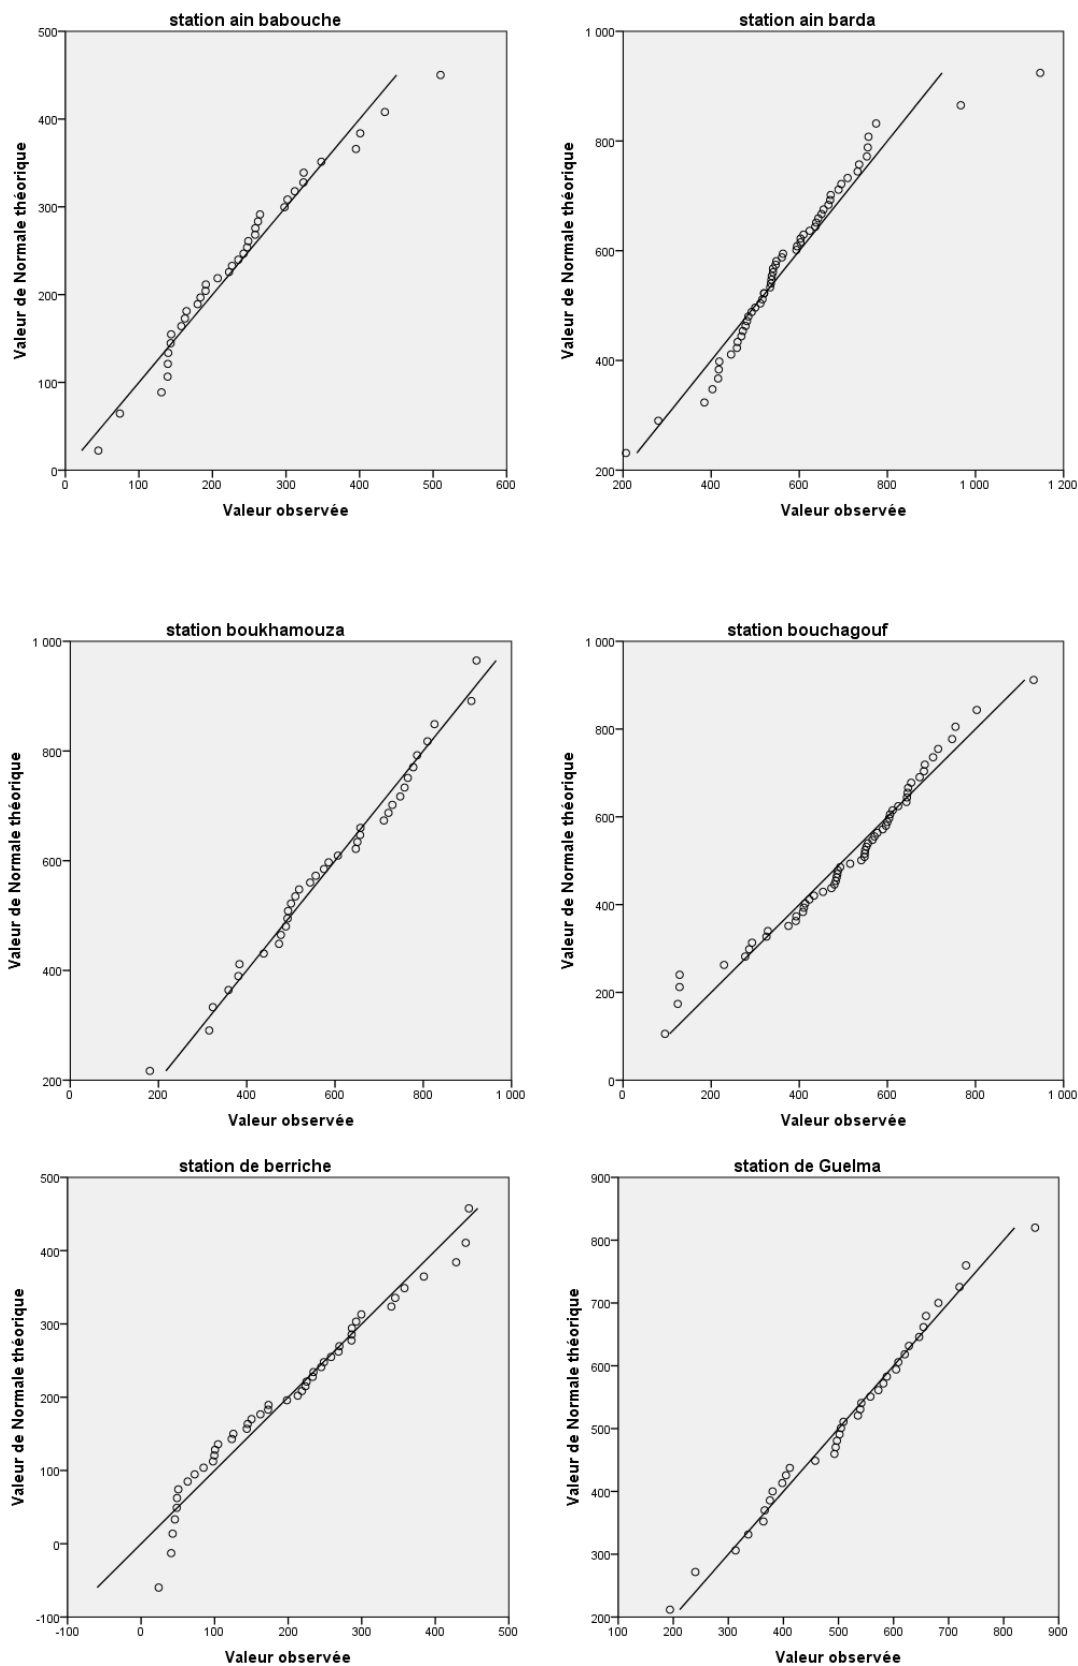 station ain babouche
500
400
300
200
100
0
0 100 200 300 400 500 600
Valeur de Normale théorique
Valeur observée
station ain barda
1 000
800
600
400
200
200 400 600 800 1 000 1 200
Valeur de Normale théorique
Valeur observée
station boukhamouza
1 000
800
600
400
200
0 200 400 600 800 1 000
Valeur de Normale théorique
Valeur observée
station bouchagouf
1 000
800
600
400
200
0
0 200 400 600 800 1 000
Valeur de Normale théorique
Valeur observée
station de berriche
500
400
300
200
100
0
-100
-100 0 100 200 300 400 500
Valeur de Normale théorique
Valeur observée
station de Guelma
900
800
700
600
500
400
300
200
100 200 300 400 500 600 700 800 900
Valeur de Normale théorique
Valeur observée